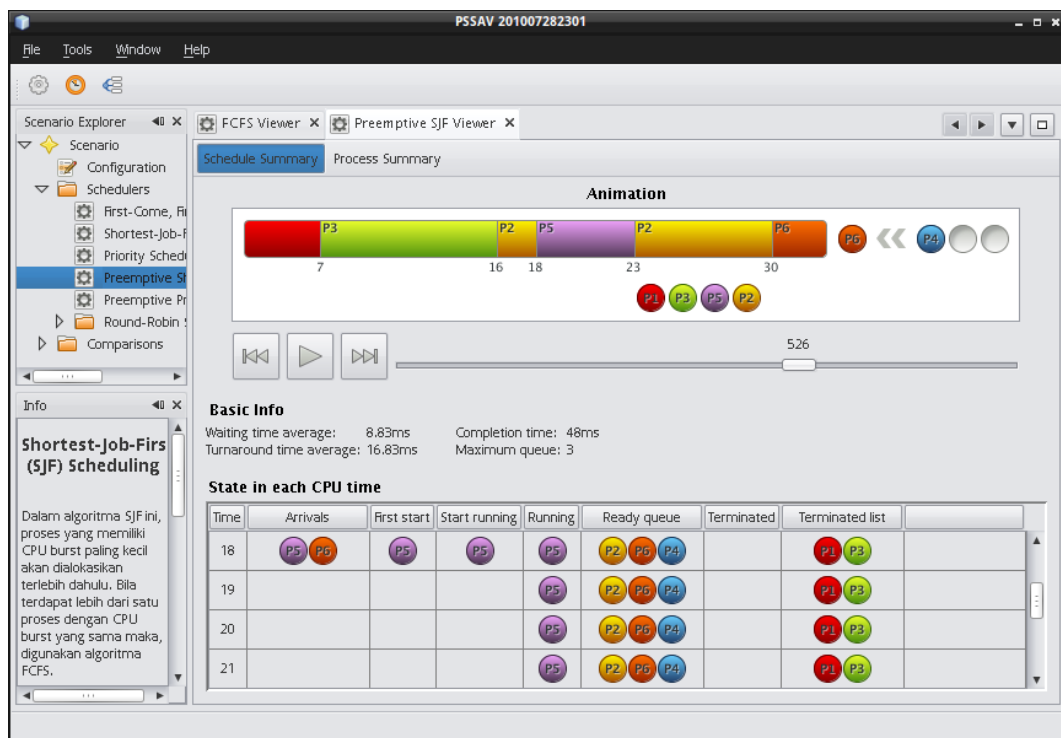 PSSAV 201007282301
File Tools Window Help
Scenario Explorer
Scenario
Configuration
Schedulers
First-Come, Fi
Shortest-Job-F
Priority Sched
Preemptive SI
Preemptive Pr
Round-Robin S
Comparisons
Info
Shortest-Job-Firs
(SJF) Scheduling
Dalam algoritma SJF ini,
proses yang memiliki
CPU burst paling kecil
akan dialokasikan
terlebih dahulu. Bila
terdapat lebih dari satu
proses dengan CPU
burst yang sama maka,
digunakan algoritma
FCFS.
FCFS Viewer Preemptive SJF Viewer
Schedule Summary Process Summary
Animation
P3 P2 P5 P2 P6 P6 P4
7 16 18 23 30
P1 P3 P5 P2
526
Basic Info
Waiting time average: 8.83ms Completion time: 48ms
Turnaround time average: 16.83ms Maximum queue: 3
State in each CPU time
Time Arrivals First start Start running Running Ready queue Terminated Terminated list
18 P5 P6 P5 P5 P5 P2 P6 P4 P1 P3
19 P5 P2 P6 P4 P1 P3
20 P5 P2 P6 P4 P1 P3
21 P5 P2 P6 P4 P1 P3